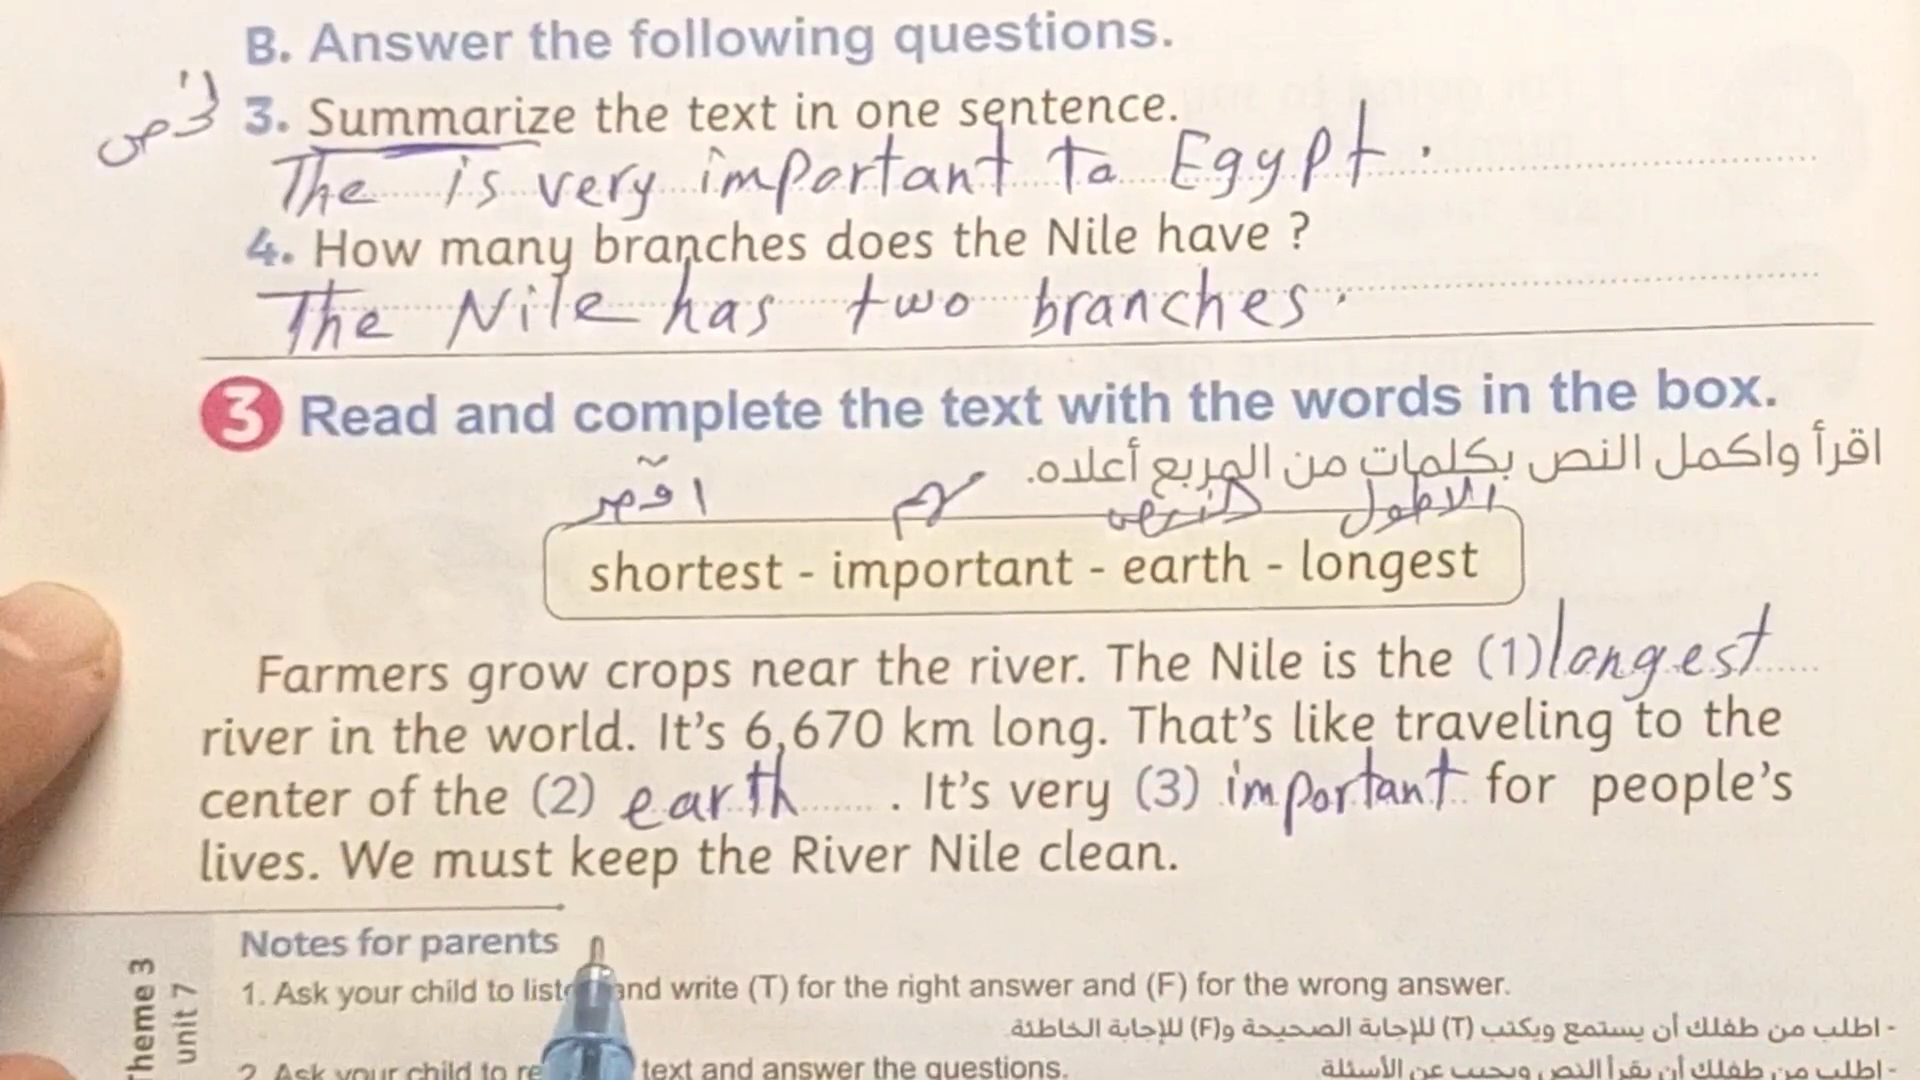 B. Answer the following questions.
لخص
3. Summarize the text in one sentence.
The is very important to Egypt.
4. How many branches does the Nile have ?
The Nile has two branches.
3 Read and complete the text with the words in the box.
اقرأ واكمل النص بكلمات من المربع أعلاه.
اقصر مهم الارض الاطول
shortest - important - earth - longest
Farmers grow crops near the river. The Nile is the (1) longest
river in the world. It's 6,670 km long. That's like traveling to the
center of the (2) earth . It's very (3) important for people's
lives. We must keep the River Nile clean.
Notes for parents
1. Ask your child to listen and write (T) for the right answer and (F) for the wrong answer.
- اطلب من طفلك أن يستمع ويكتب (T) للإجابة الصحيحة و(F) للإجابة الخاطئة
2. Ask your child to re text and answer the questions.
- اطلب من طفلك أن يقرأ النص ويجيب عن الأسئلة
Theme 3
unit 7